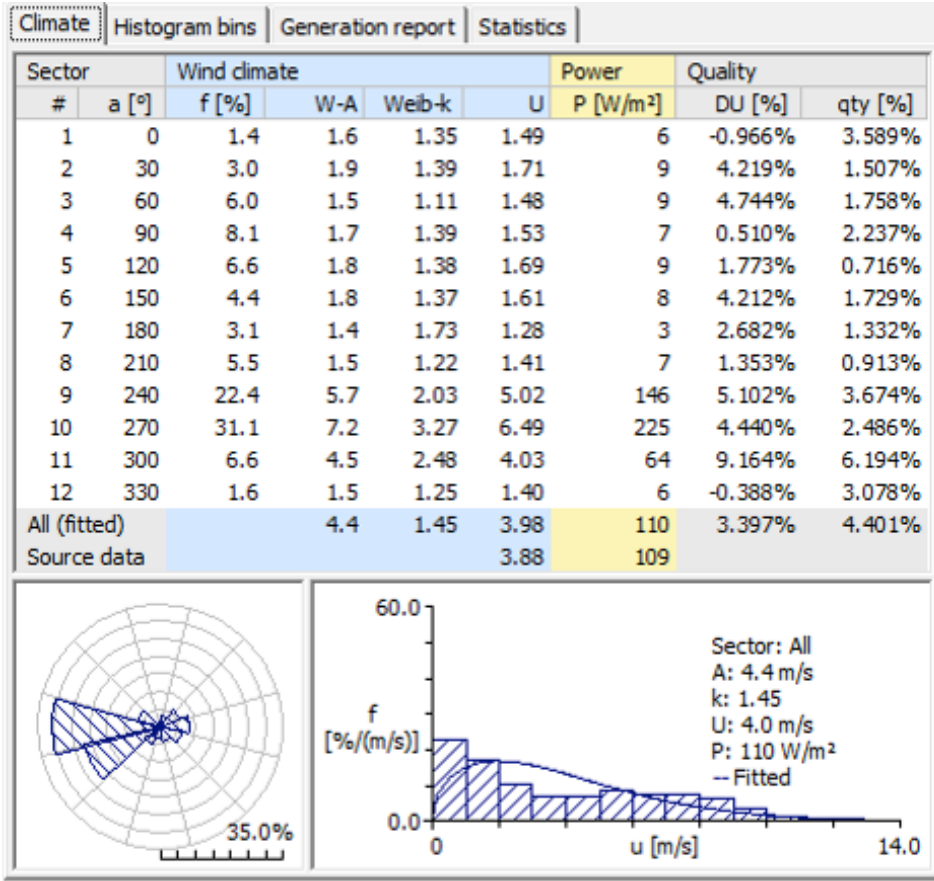 Climate Histogram bins Generation report Statistics
Sector Wind climate Power Quality
# a [°] f [%] W-A Weib-k U P [W/m²] DU [%] qty [%]
1 0 1.4 1.6 1.35 1.49 6 -0.966% 3.589%
2 30 3.0 1.9 1.39 1.71 9 4.219% 1.507%
3 60 6.0 1.5 1.11 1.48 9 4.744% 1.758%
4 90 8.1 1.7 1.39 1.53 7 0.510% 2.237%
5 120 6.6 1.8 1.38 1.69 9 1.773% 0.716%
6 150 4.4 1.8 1.37 1.61 8 4.212% 1.729%
7 180 3.1 1.4 1.73 1.28 3 2.682% 1.332%
8 210 5.5 1.5 1.22 1.41 7 1.353% 0.913%
9 240 22.4 5.7 2.03 5.02 146 5.102% 3.674%
10 270 31.1 7.2 3.27 6.49 225 4.440% 2.486%
11 300 6.6 4.5 2.48 4.03 64 9.164% 6.194%
12 330 1.6 1.5 1.25 1.40 6 -0.388% 3.078%
All (fitted) 4.4 1.45 3.98 110 3.397% 4.401%
Source data 3.88 109
35.0%
60.0
f
[%/(m/s)]
0.0
Sector: All
A: 4.4 m/s
k: 1.45
U: 4.0 m/s
P: 110 W/m²
-- Fitted
0 u [m/s] 14.0